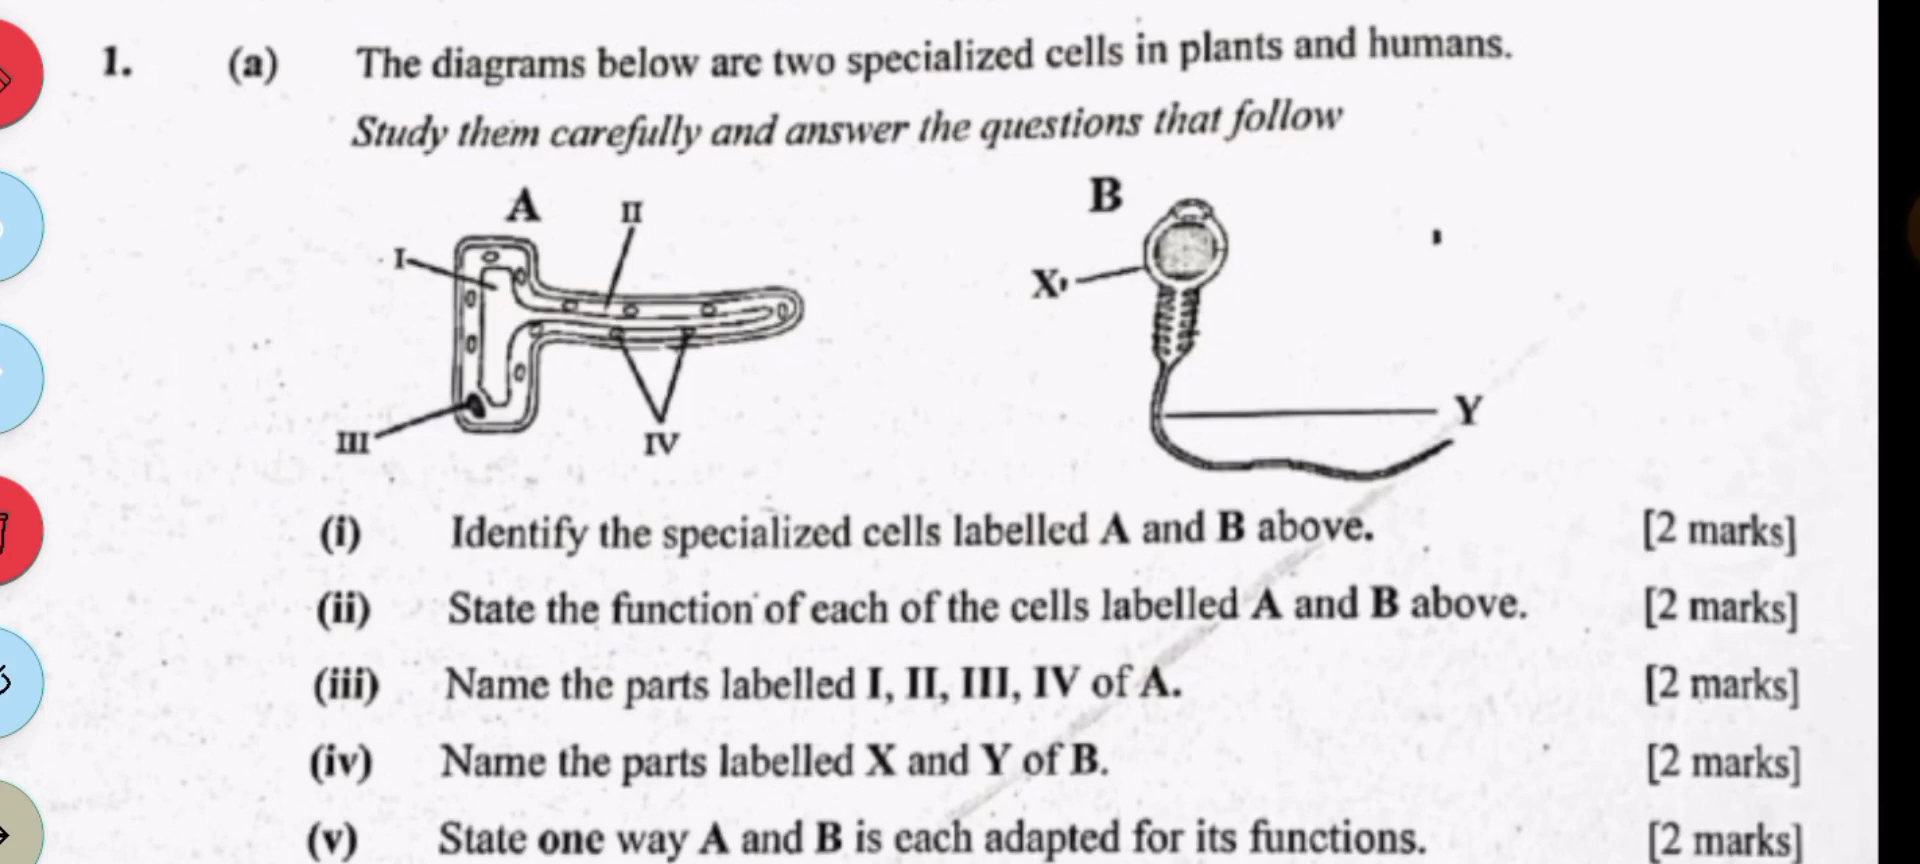 1. (a) The diagrams below are two specialized cells in plants and humans.
Study them carefully and answer the questions that follow
A II B
I
X
Y
III IV
(i) Identify the specialized cells labelled A and B above. [2 marks]
(ii) State the function of each of the cells labelled A and B above. [2 marks]
(iii) Name the parts labelled I, II, III, IV of A. [2 marks]
(iv) Name the parts labelled X and Y of B. [2 marks]
(v) State one way A and B is each adapted for its functions. [2 marks]